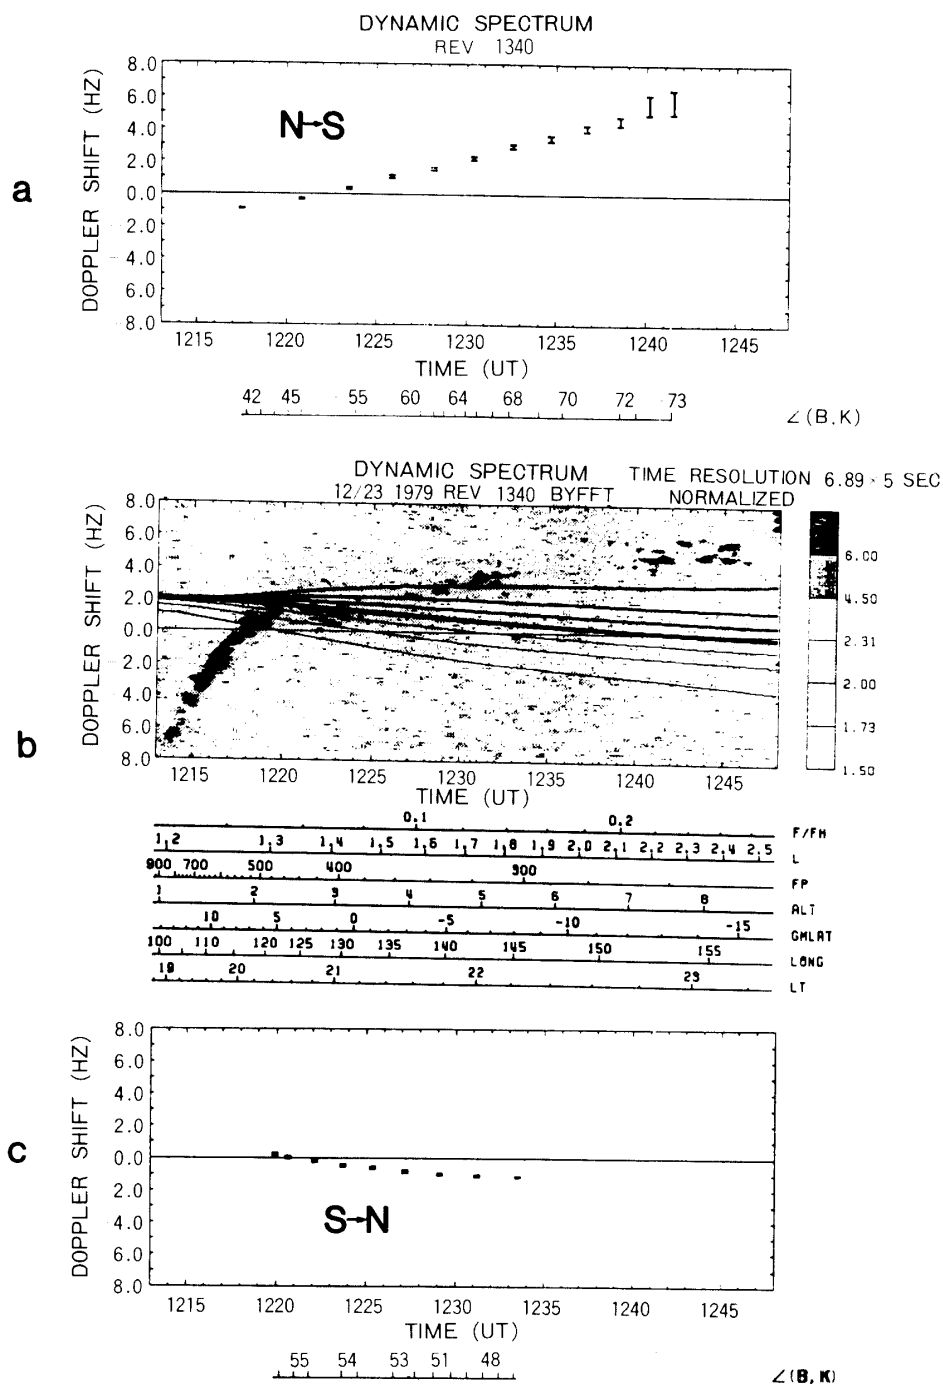 DYNAMIC SPECTRUM
REV 1340
8.0
6.0
4.0
2.0
0.0
2.0
4.0
6.0
8.0
DOPPLER SHIFT (HZ)
N→S
a
1215 1220 1225 1230 1235 1240 1245
TIME (UT)
42 45 55 60 64 68 70 72 73
∠(B,K)
DYNAMIC SPECTRUM TIME RESOLUTION 6.89 × 5 SEC
12/23 1979 REV 1340 BYFFT NORMALIZED
8.0
6.0
4.0
2.0
0.0
2.0
4.0
6.0
8.0
DOPPLER SHIFT (HZ)
6.00
4.50
2.31
2.00
1.73
1.50
b
1215 1220 1225 1230 1235 1240 1245
TIME (UT)
0.1 0.2 F/FH
1.2 1.3 1.4 1.5 1.6 1.7 1.8 1.9 2.0 2.1 2.2 2.3 2.4 2.5 L
900 700 500 400 300 FP
1 2 3 4 5 6 7 8 ALT
10 5 0 -5 -10 -15 GMLAT
100 110 120 125 130 135 140 145 150 155 LONG
19 20 21 22 23 LT
8.0
6.0
4.0
2.0
0.0
2.0
4.0
6.0
8.0
DOPPLER SHIFT (HZ)
c
S→N
1215 1220 1225 1230 1235 1240 1245
TIME (UT)
55 54 53 51 48
∠(B,K)